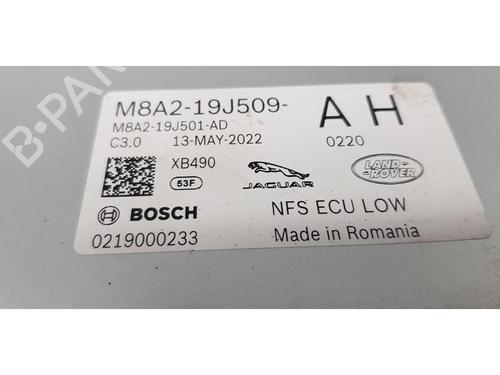 M8A2-19J509- A H
M8A2-19J501-AD
C3.0 13-MAY-2022 0220
XB490
53F
JAGUAR
LAND-
ROVER
BOSCH NFS ECU LOW
0219000233 Made in Romania
B-PA